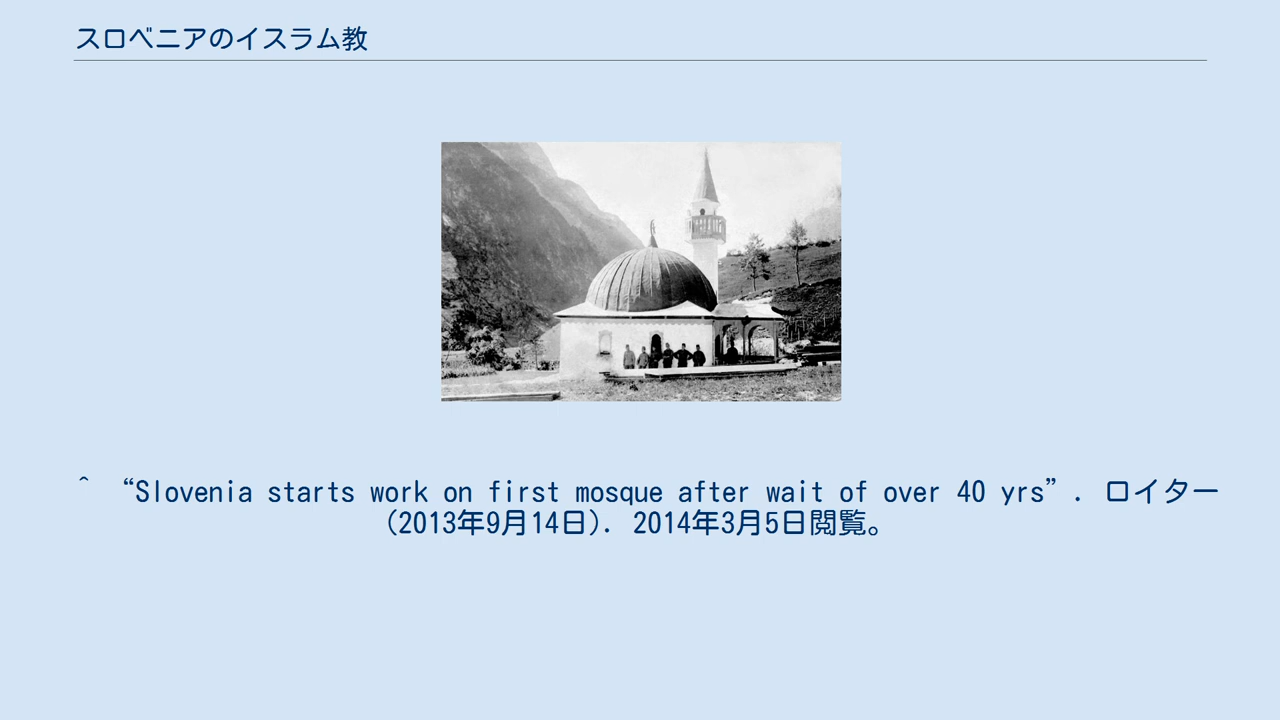 スロベニアのイスラム教
^ “Slovenia starts work on first mosque after wait of over 40 yrs”. ロイター
(2013年9月14日). 2014年3月5日閲覧。